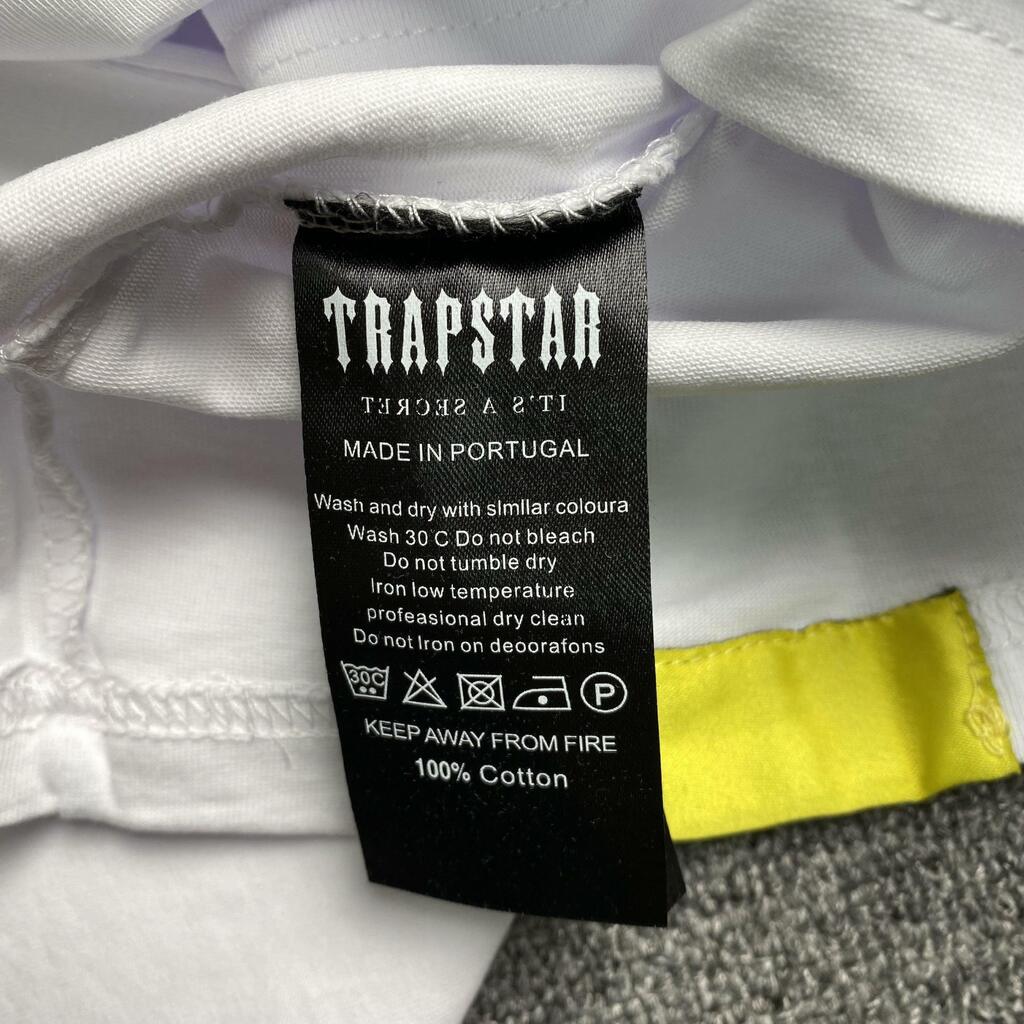 TRAPSTAR
IT'S A SECRET
MADE IN PORTUGAL
Wash and dry with slmllar coloura
Wash 30 C Do not bleach
Do not tumble dry
Iron low temperature
profeasional dry clean
Do not Iron on deoorafons
30C P
KEEP AWAY FROM FIRE
100% Cotton